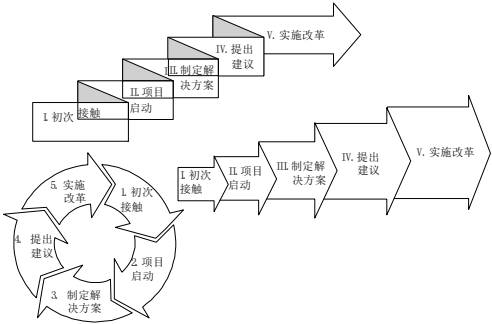 V. 实施改革
IV. 提出
建议
III. 制定解
决方案
II. 项目
启动
I. 初次
接触
I. 初次
接触
II. 项目
启动
III. 制定解
决方案
IV. 提出
建议
V. 实施改革
5. 实施
改革
1. 初次
接触
2. 项目
启动
3. 制定解
决方案
4. 提出
建议